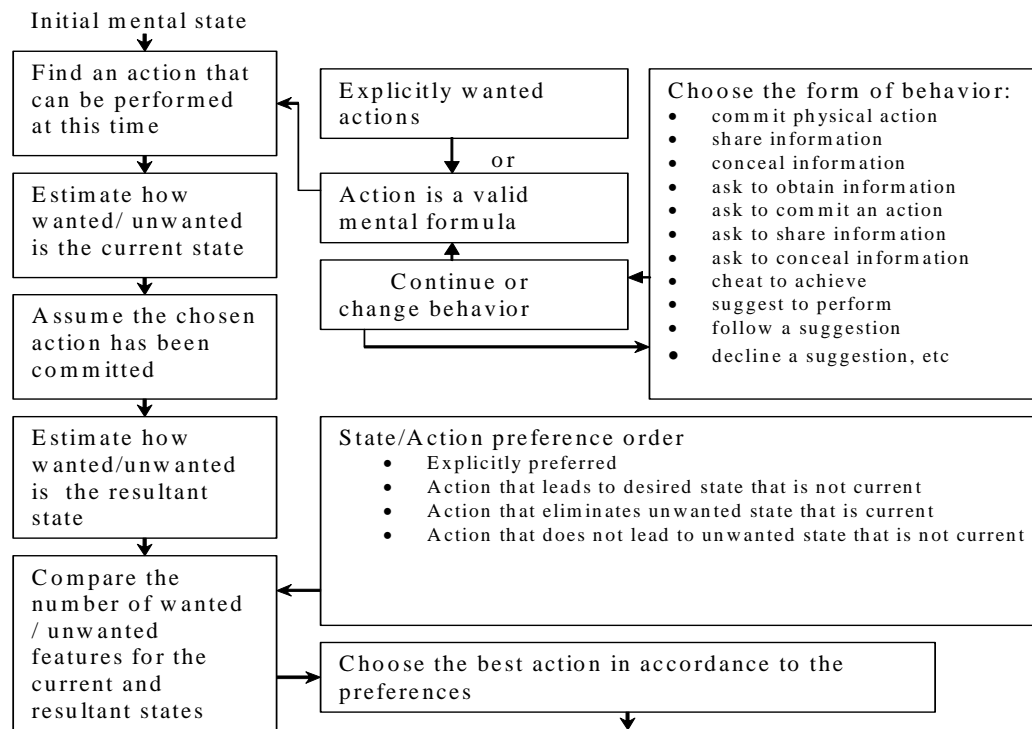 Initial mental state
Find an action that
can be performed
at this time
Estimate how
wanted/ unwanted
is the current state
Assume the chosen
action has been
committed
Estimate how
wanted/unwanted
is the resultant
state
Compare the
number of wanted
/ unwanted
features for the
current and
resultant states
Explicitly wanted
actions
or
Action is a valid
mental formula
Continue or
change behavior
Choose the form of behavior:
• commit physical action
• share information
• conceal information
• ask to obtain information
• ask to commit an action
• ask to share information
• ask to conceal information
• cheat to achieve
• suggest to perform
• follow a suggestion
• decline a suggestion, etc
State/Action preference order
• Explicitly preferred
• Action that leads to desired state that is not current
• Action that eliminates unwanted state that is current
• Action that does not lead to unwanted state that is not current
Choose the best action in accordance to the
preferences